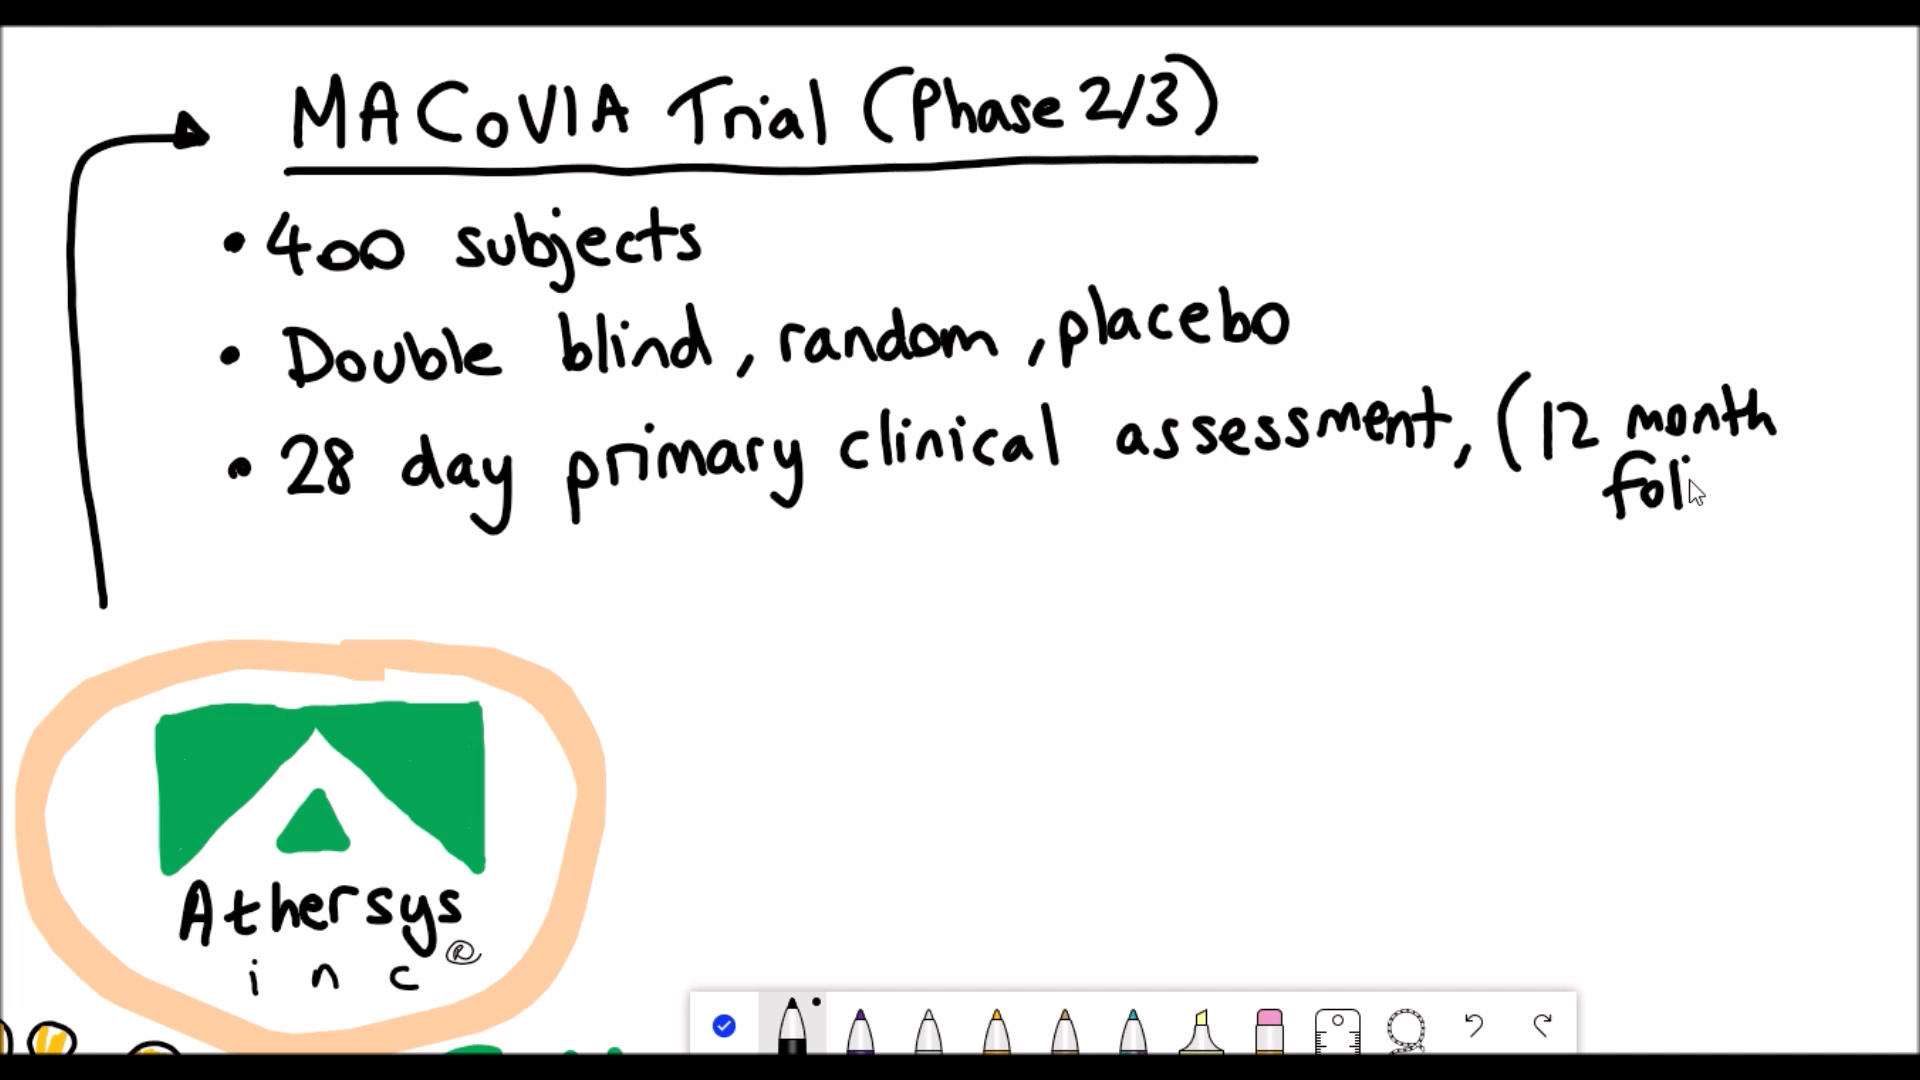 MACoVIA Trial (Phase 2/3)
• 400 subjects
• Double blind, random, placebo
• 28 day primary clinical assessment, (12 month
fol
Athersys
inc ®